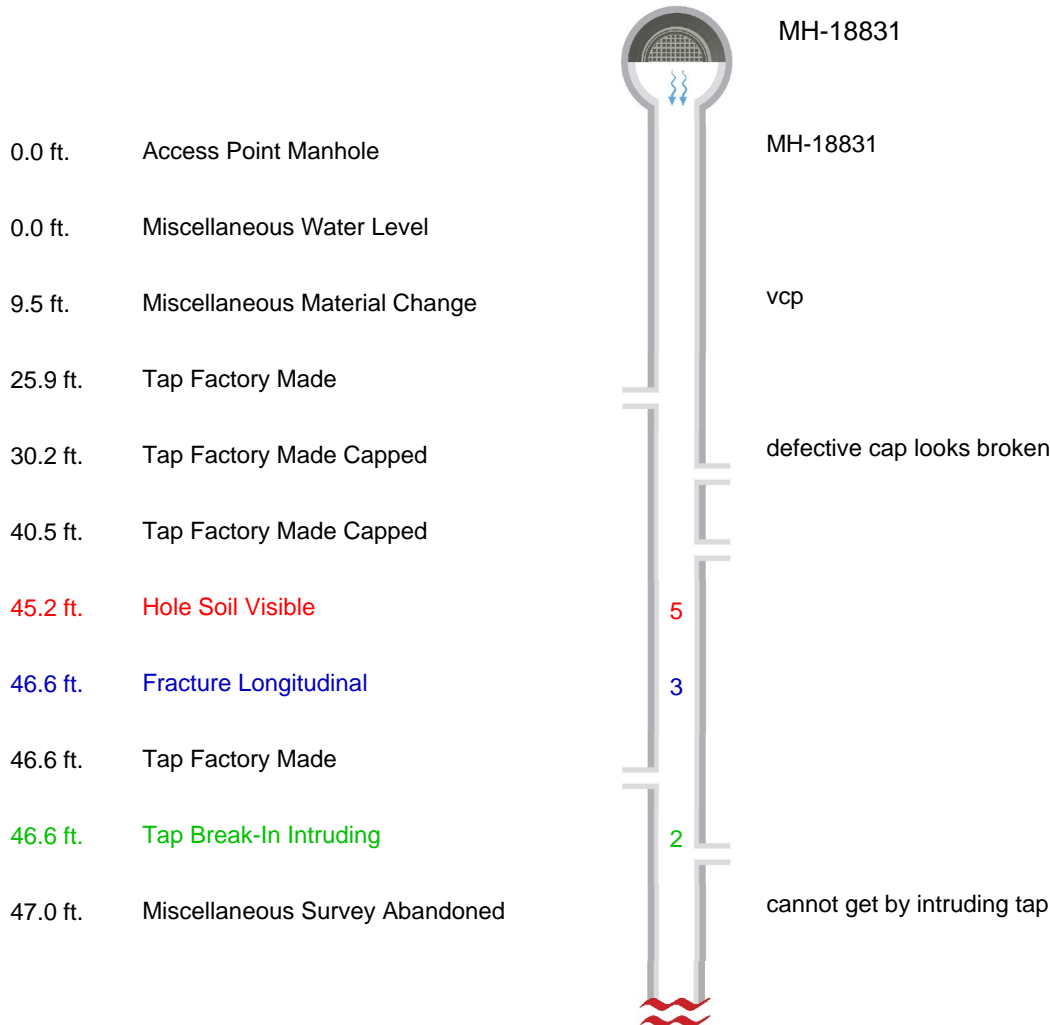 MH-18831
0.0 ft. Access Point Manhole MH-18831
0.0 ft. Miscellaneous Water Level
9.5 ft. Miscellaneous Material Change vcp
25.9 ft. Tap Factory Made
30.2 ft. Tap Factory Made Capped defective cap looks broken
40.5 ft. Tap Factory Made Capped
45.2 ft. Hole Soil Visible 5
46.6 ft. Fracture Longitudinal 3
46.6 ft. Tap Factory Made
46.6 ft. Tap Break-In Intruding 2
47.0 ft. Miscellaneous Survey Abandoned cannot get by intruding tap